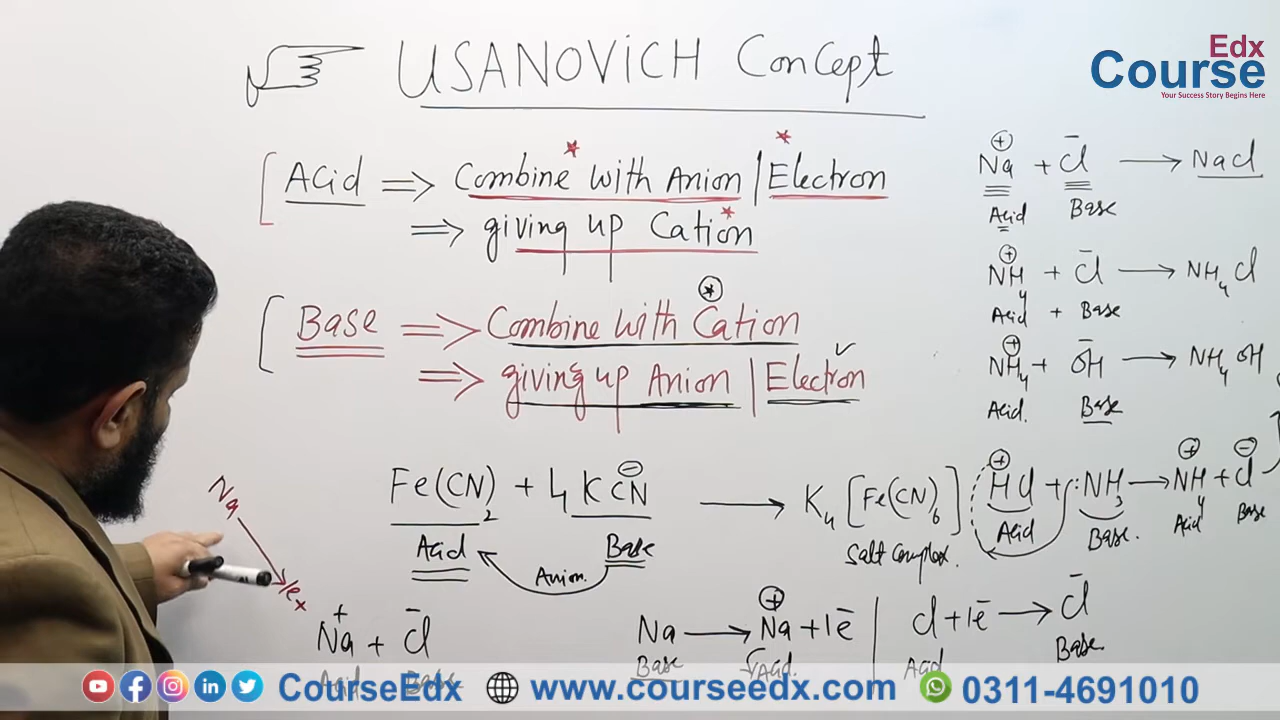 USANOViCH Concept
Edx
Course
Your Success Story Begins Here
Acid ⇒ Combine with Anion | Electron
⇒ giving up Cation
Base ⇒ Combine with Cation
⇒ giving up Anion | Electron
Na⁺ + Cl⁻ → NaCl
Acid Base
NH₄⁺ + Cl⁻ → NH₄Cl
Acid + Base
NH₄⁺ + OH⁻ → NH₄OH
Acid. Base
Fe(CN)₂ + 4KCN⁻ → K₄[Fe(CN)₆]
Acid Base Salt Complex.
Anion.
H⁺Cl + :NH₃ → NH₄⁺ + Cl⁻
Acid Base. Acid Base
Na
Na⁺ + Cl⁻
Acid Base
Na → Na⁺ + 1e⁻ | Cl + 1e⁻ → Cl⁻
Base Acid. Acid Base
CourseEdx www.courseedx.com 0311-4691010